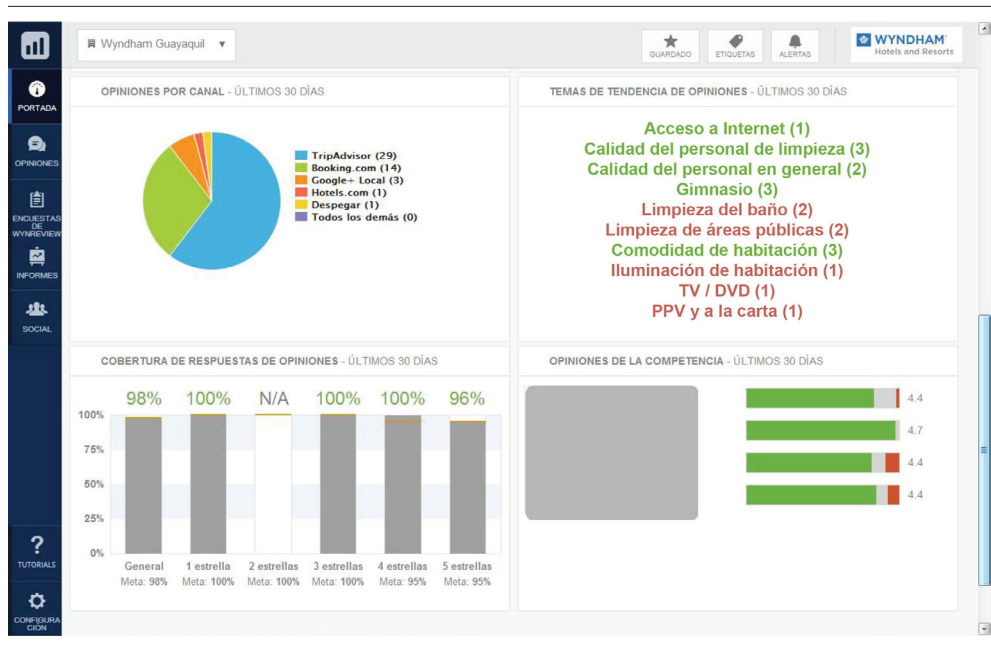 Wyndham Guayaquil ▼
GUARDADO
ETIQUETAS
ALERTAS
WYNDHAM
Hotels and Resorts
PORTADA
OPINIONES
ENCUESTAS
DE
WYNREVIEW
INFORMES
SOCIAL
?
TUTORIALS
CONFIGURA
CIÓN
OPINIONES POR CANAL - ÚLTIMOS 30 DÍAS
TripAdvisor (29)
Booking.com (14)
Google+ Local (3)
Hotels.com (1)
Despegar (1)
Todos los demás (0)
TEMAS DE TENDENCIA DE OPINIONES - ÚLTIMOS 30 DÍAS
Acceso a Internet (1)
Calidad del personal de limpieza (3)
Calidad del personal en general (2)
Gimnasio (3)
Limpieza del baño (2)
Limpieza de áreas públicas (2)
Comodidad de habitación (3)
Iluminación de habitación (1)
TV / DVD (1)
PPV y a la carta (1)
COBERTURA DE RESPUESTAS DE OPINIONES - ÚLTIMOS 30 DÍAS
98% 100% N/A 100% 100% 96%
100%
75%
50%
25%
0%
General 1 estrella 2 estrellas 3 estrellas 4 estrellas 5 estrellas
Meta: 98% Meta: 100% Meta: 100% Meta: 100% Meta: 95% Meta: 95%
OPINIONES DE LA COMPETENCIA - ÚLTIMOS 30 DÍAS
4.4
4.7
4.4
4.4